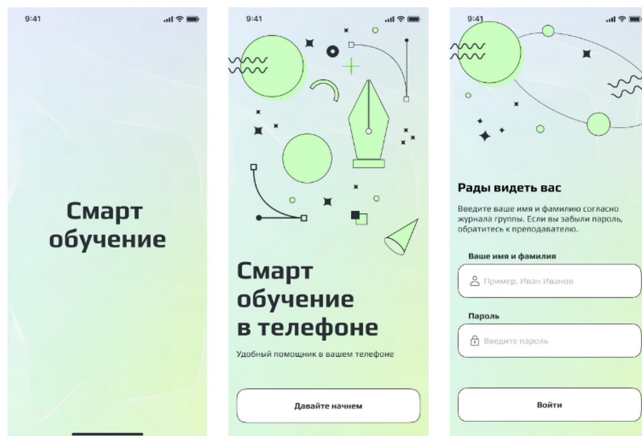 9:41
Смарт
обучение
9:41
Смарт
обучение
в телефоне
Удобный помощник в вашем телефоне
Давайте начнем
9:41
Рады видеть вас
Введите ваше имя и фамилию согласно
журнала группы. Если вы забыли пароль,
обратитесь к преподавателю.
Ваше имя и фамилия
Пример. Иван Иванов
Пароль
Введите пароль
Войти